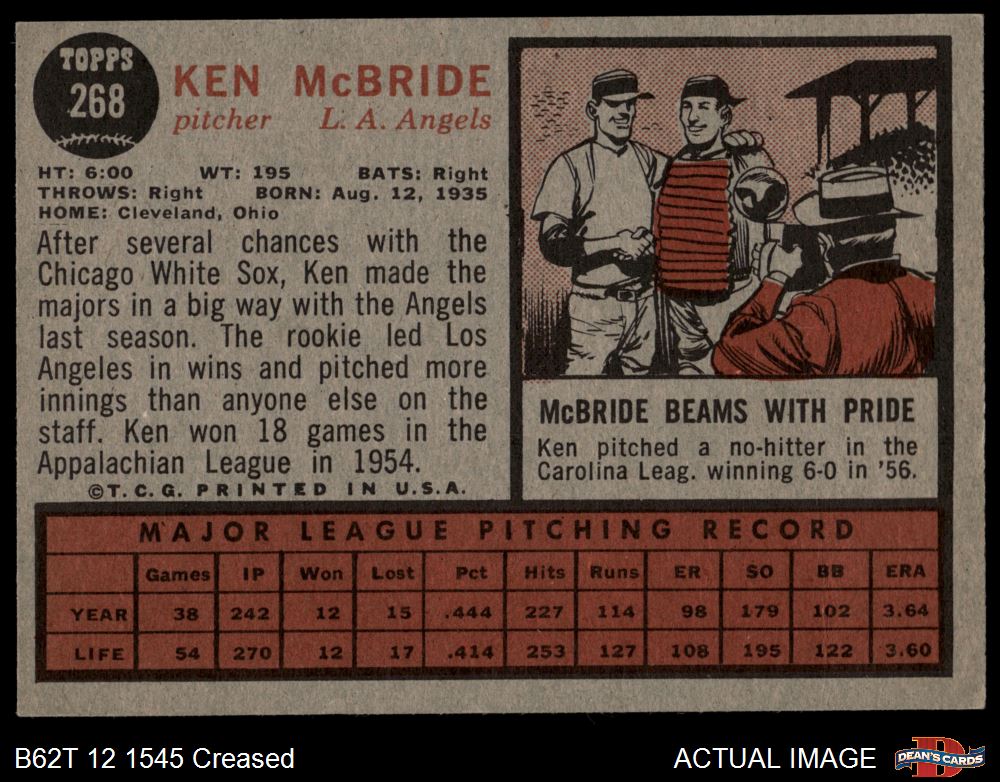 TOPPS
268
KEN McBRIDE
pitcher L. A. Angels
HT: 6:00 WT: 195 BATS: Right
THROWS: Right BORN: Aug. 12, 1935
HOME: Cleveland, Ohio
After several chances with the
Chicago White Sox, Ken made the
majors in a big way with the Angels
last season. The rookie led Los
Angeles in wins and pitched more
innings than anyone else on the
staff. Ken won 18 games in the
Appalachian League in 1954.
©T. C. G. PRINTED IN U.S.A.
McBRIDE BEAMS WITH PRIDE
Ken pitched a no-hitter in the
Carolina Leag. winning 6-0 in '56.
MAJOR LEAGUE PITCHING RECORD
Games IP Won Lost Pct Hits Runs ER SO BB ERA
YEAR 38 242 12 15 .444 227 114 98 179 102 3.64
LIFE 54 270 12 17 .414 253 127 108 195 122 3.60
B62T 12 1545 Creased ACTUAL IMAGE
D
DEAN'S CARDS